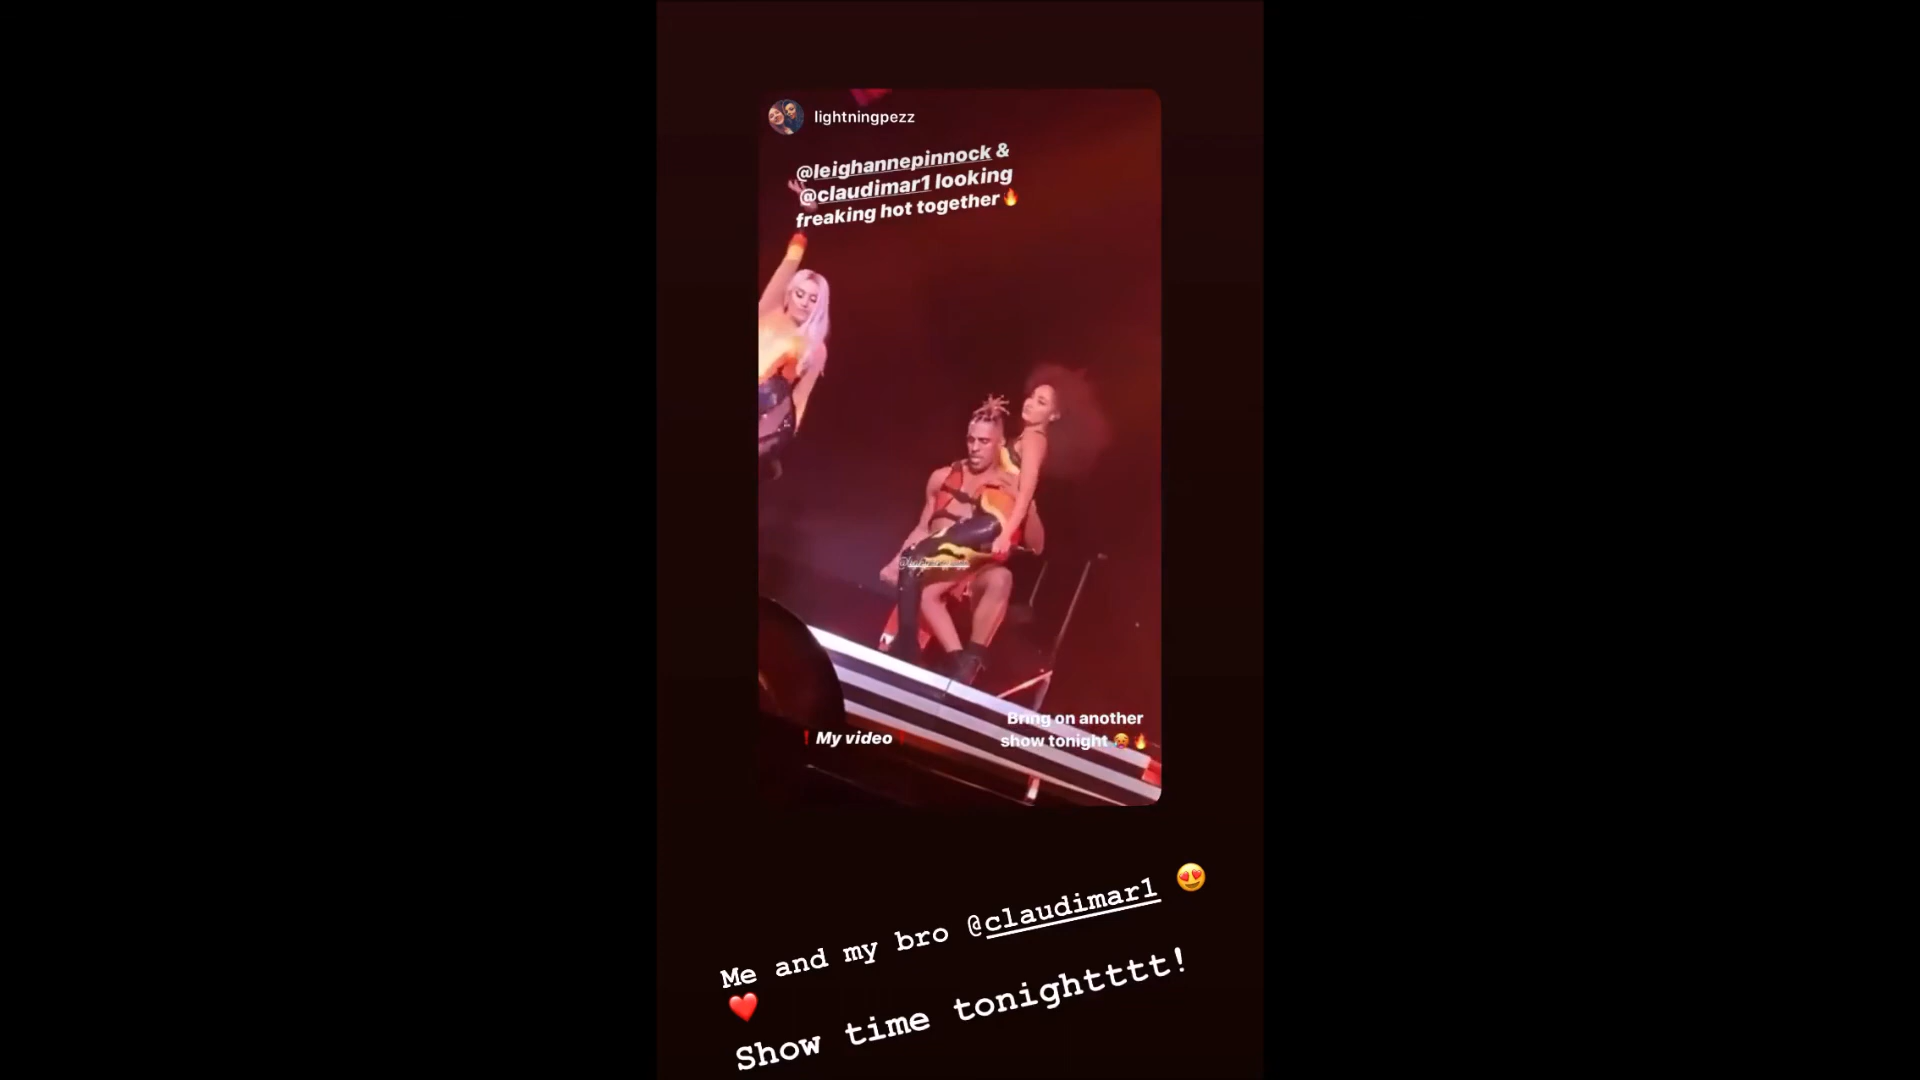 lightningpezz
@leighannepinnock &
@claudimar1 looking
freaking hot together🔥
Bring on another
show tonight 🥵🔥
❗My video❗
Me and my bro @claudimar1 😍
❤️
Show time tonightttt!